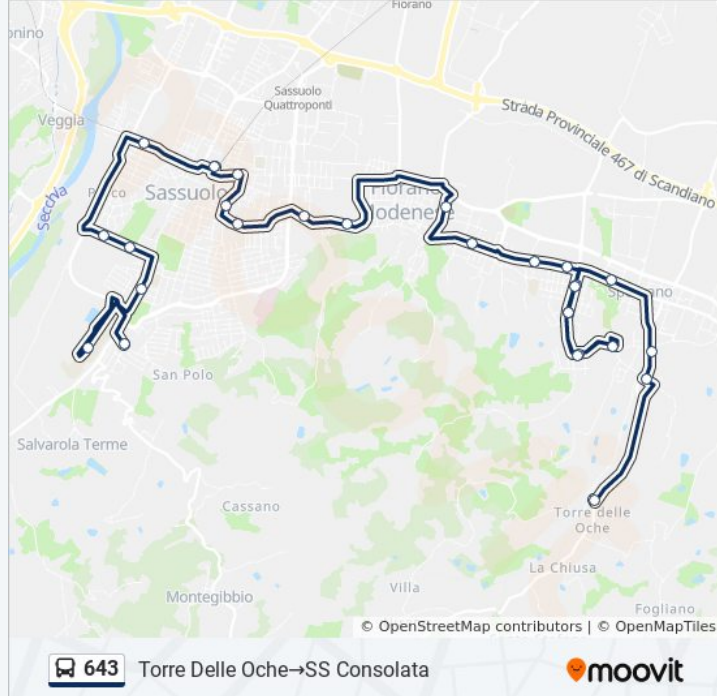 Fiorano
onino
Sassuolo
Quattroponti
Strada Provinciale 467 di Scandiano
Veggia
Secchia
Sassuolo
Fiorano
Modenese
Spezzano
San Polo
Salvarola Terme
Cassano
Torre delle
Oche
La Chiusa
Villa
Montegibbio
Fogliano
© OpenStreetMap contributors | © OpenMapTiles
643 Torre Delle Oche→SS Consolata
moovit